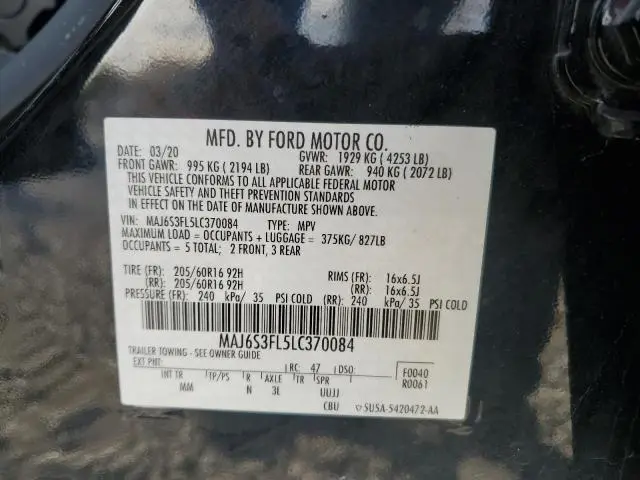 MFD. BY FORD MOTOR CO.
DATE: 03/20 GVWR: 1929 KG ( 4253 LB)
FRONT GAWR: 995 KG ( 2194 LB) REAR GAWR: 940 KG ( 2072 LB)
THIS VEHICLE CONFORMS TO ALL APPLICABLE FEDERAL MOTOR
VEHICLE SAFETY AND THEFT PREVENTION STANDARDS
IN EFFECT ON THE DATE OF MANUFACTURE SHOWN ABOVE.
VIN: MAJ6S3FL5LC370084 TYPE: MPV
MAXIMUM LOAD = OCCUPANTS + LUGGAGE = 375KG/ 827LB
OCCUPANTS = 5 TOTAL; 2 FRONT, 3 REAR
TIRE (FR): 205/60R16 92H RIMS (FR): 16x6.5J
(RR): 205/60R16 92H (RR): 16x6.5J
PRESSURE (FR): 240 kPa/ 35 PSI COLD (RR): 240 kPa/ 35 PSI COLD
MAJ6S3FL5LC370084
TRAILER TOWING - SEE OWNER GUIDE
EXT PNT: RC: 47 DSO: F0040
INT TR TP/PS R AXLE TR SPR R0061
MM N 3E UUJJ
CBU SU5A-5420472-AA